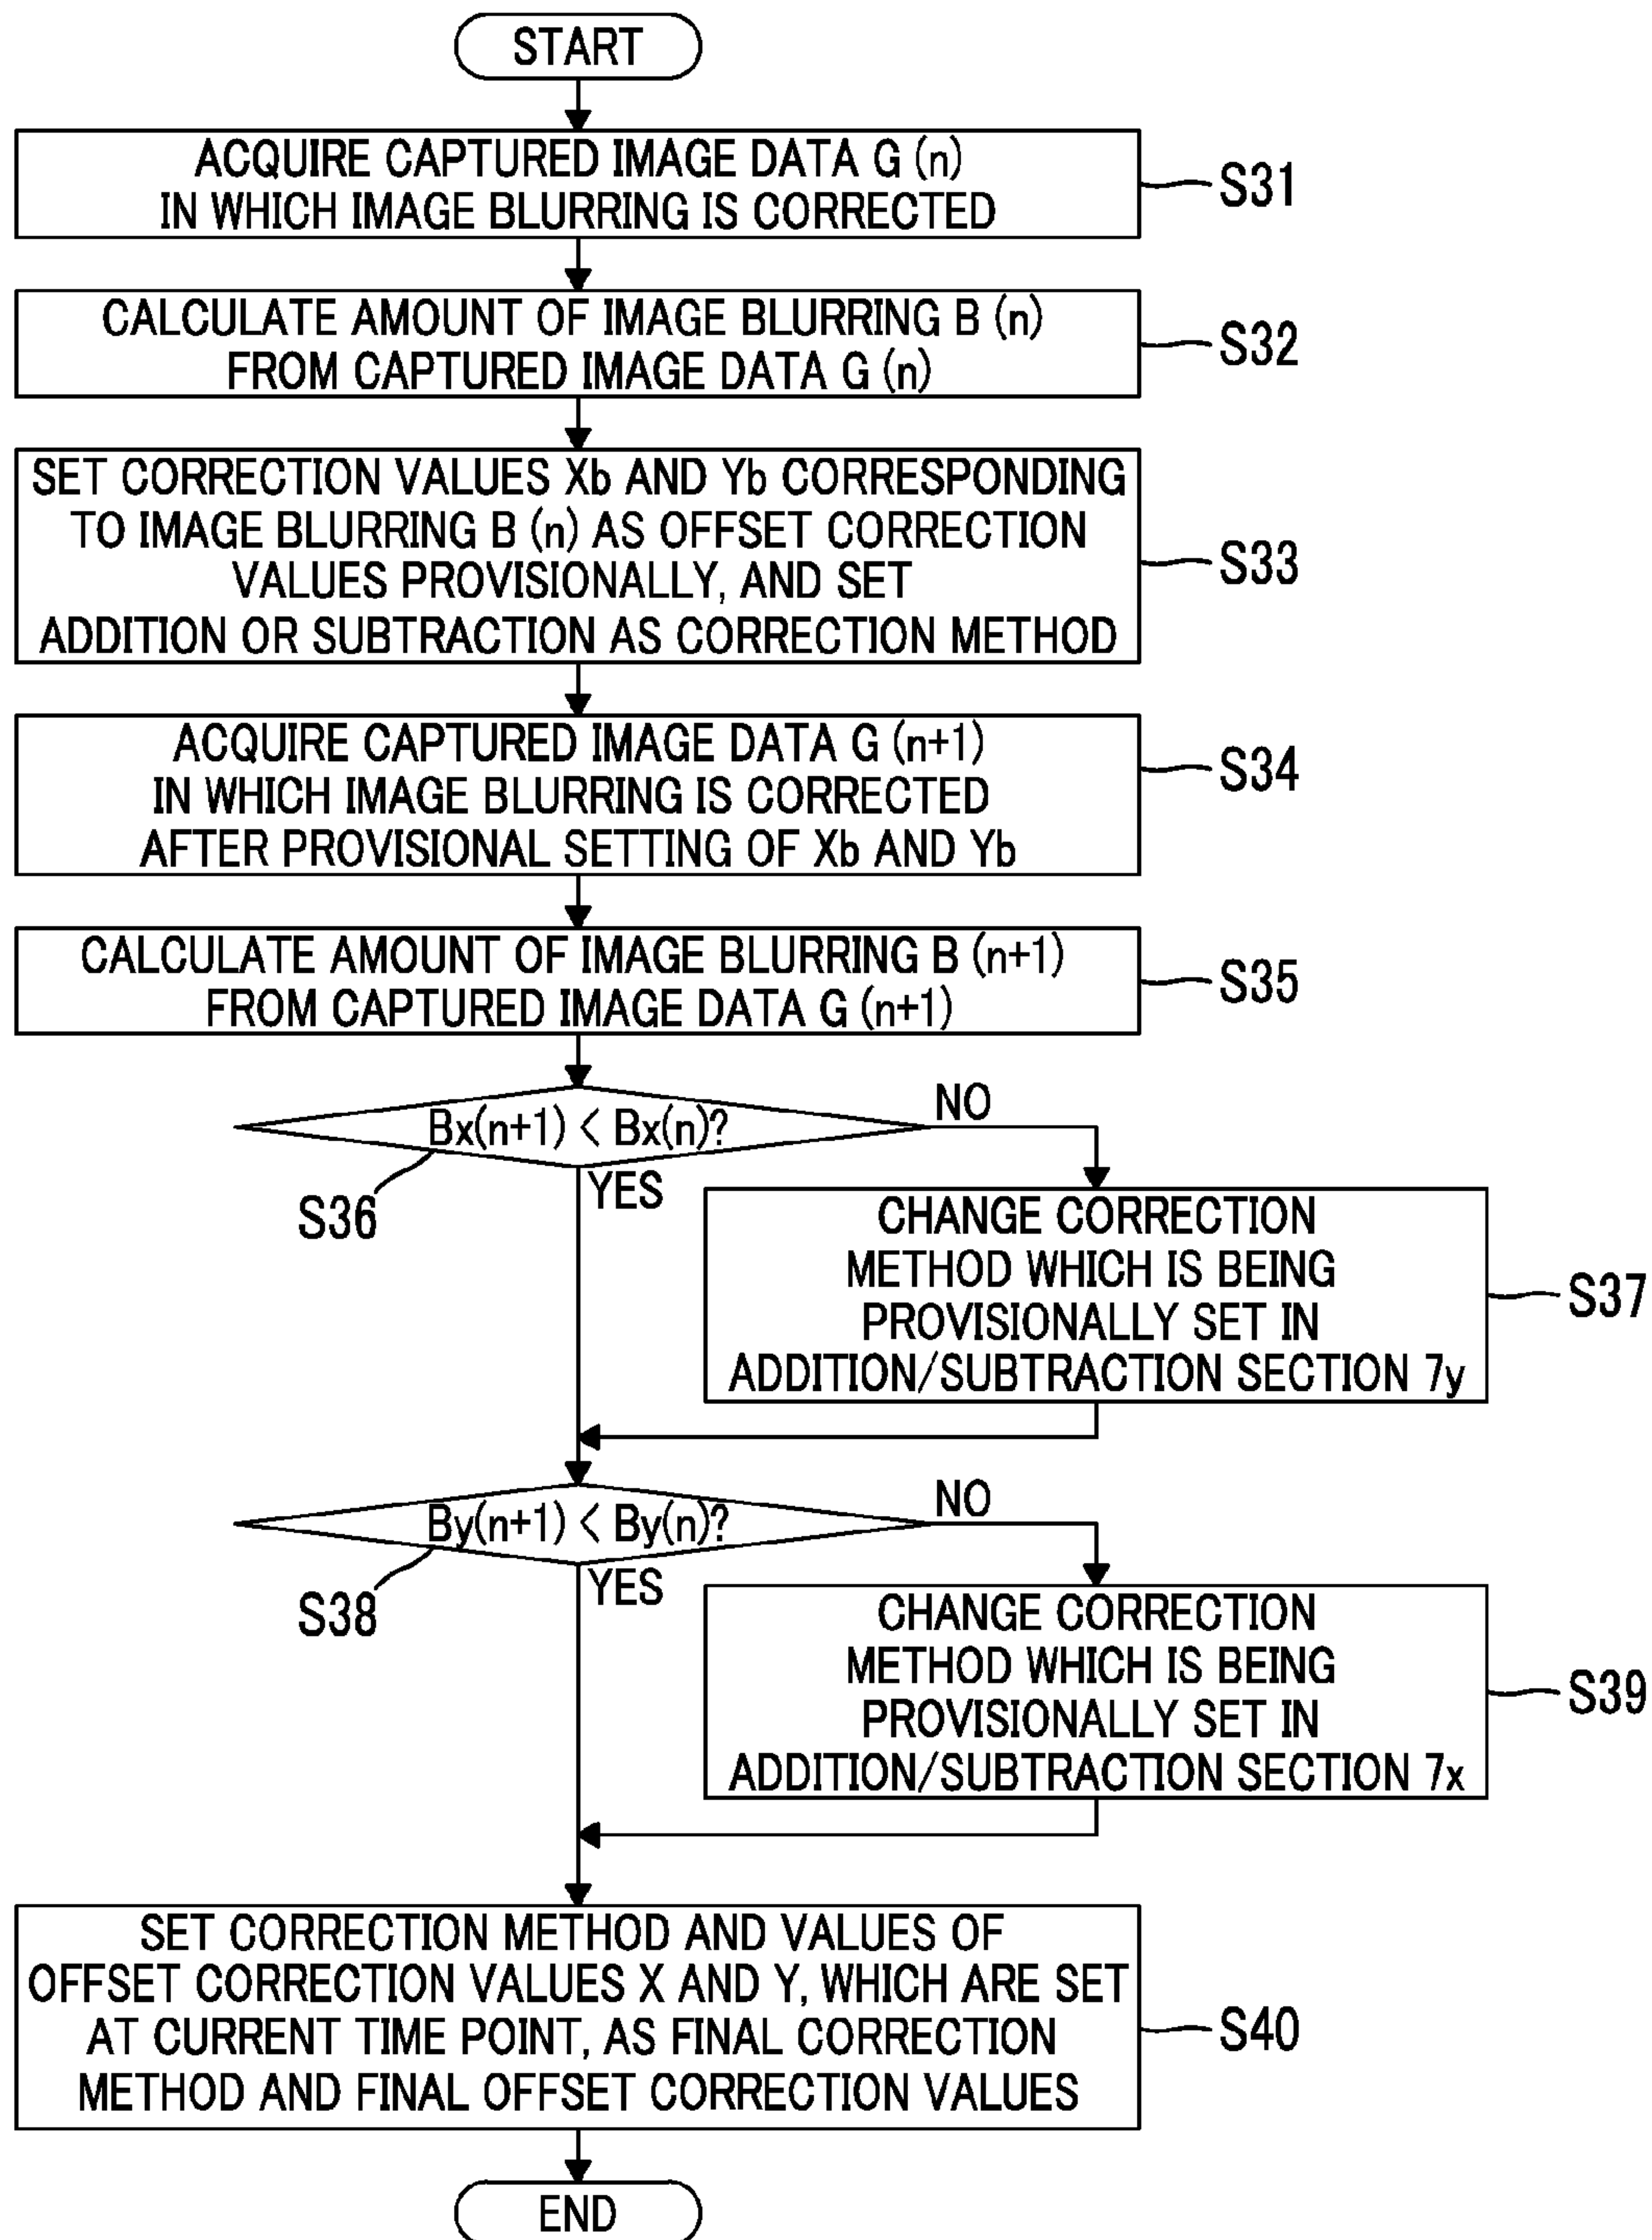 START
ACQUIRE CAPTURED IMAGE DATA G (n)
IN WHICH IMAGE BLURRING IS CORRECTED
S31
CALCULATE AMOUNT OF IMAGE BLURRING B (n)
FROM CAPTURED IMAGE DATA G (n)
S32
SET CORRECTION VALUES Xb AND Yb CORRESPONDING
TO IMAGE BLURRING B (n) AS OFFSET CORRECTION
VALUES PROVISIONALLY, AND SET
ADDITION OR SUBTRACTION AS CORRECTION METHOD
S33
ACQUIRE CAPTURED IMAGE DATA G (n+1)
IN WHICH IMAGE BLURRING IS CORRECTED
AFTER PROVISIONAL SETTING OF Xb AND Yb
S34
CALCULATE AMOUNT OF IMAGE BLURRING B (n+1)
FROM CAPTURED IMAGE DATA G (n+1)
S35
Bx(n+1) < Bx(n)?
NO
YES
S36
CHANGE CORRECTION
METHOD WHICH IS BEING
PROVISIONALLY SET IN
ADDITION/SUBTRACTION SECTION 7y
S37
By(n+1) < By(n)?
NO
YES
S38
CHANGE CORRECTION
METHOD WHICH IS BEING
PROVISIONALLY SET IN
ADDITION/SUBTRACTION SECTION 7x
S39
SET CORRECTION METHOD AND VALUES OF
OFFSET CORRECTION VALUES X AND Y, WHICH ARE SET
AT CURRENT TIME POINT, AS FINAL CORRECTION
METHOD AND FINAL OFFSET CORRECTION VALUES
S40
END